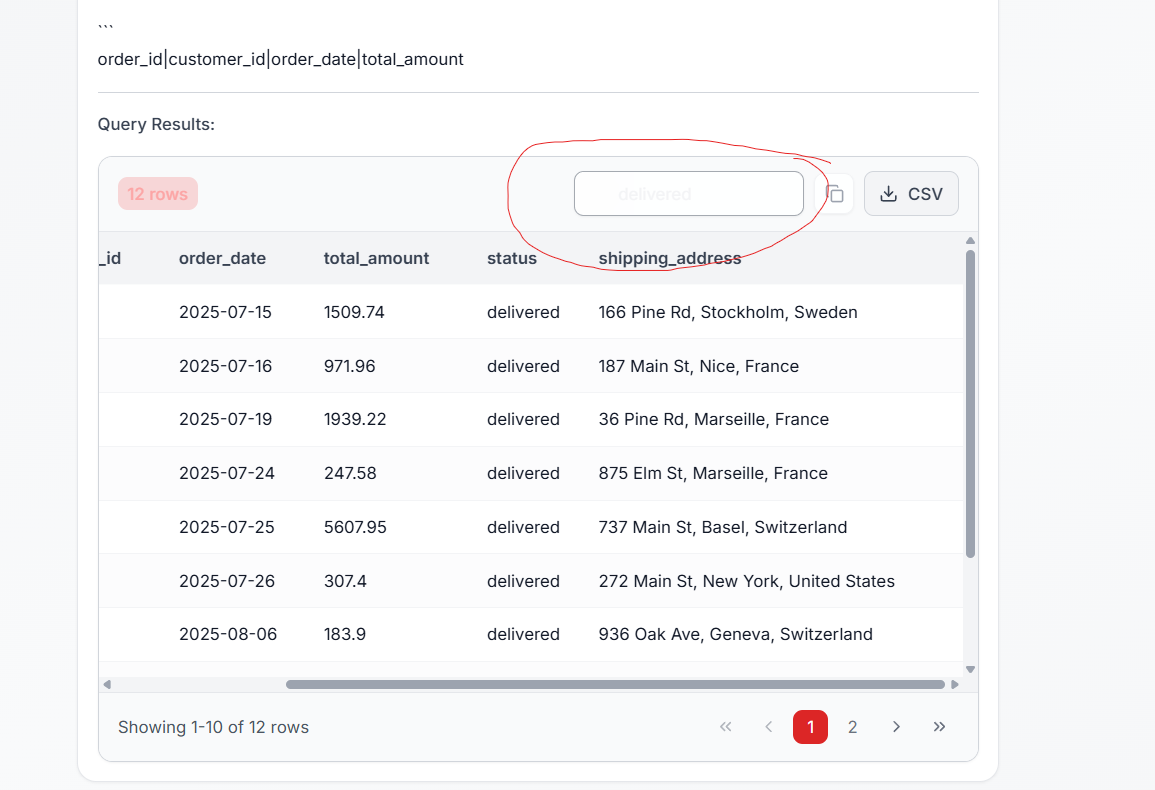 ```
order_id|customer_id|order_date|total_amount
Query Results:
12 rows
delivered
CSV
_id order_date total_amount status shipping_address
2025-07-15 1509.74 delivered 166 Pine Rd, Stockholm, Sweden
2025-07-16 971.96 delivered 187 Main St, Nice, France
2025-07-19 1939.22 delivered 36 Pine Rd, Marseille, France
2025-07-24 247.58 delivered 875 Elm St, Marseille, France
2025-07-25 5607.95 delivered 737 Main St, Basel, Switzerland
2025-07-26 307.4 delivered 272 Main St, New York, United States
2025-08-06 183.9 delivered 936 Oak Ave, Geneva, Switzerland
Showing 1-10 of 12 rows
« ‹ 1 2 › »